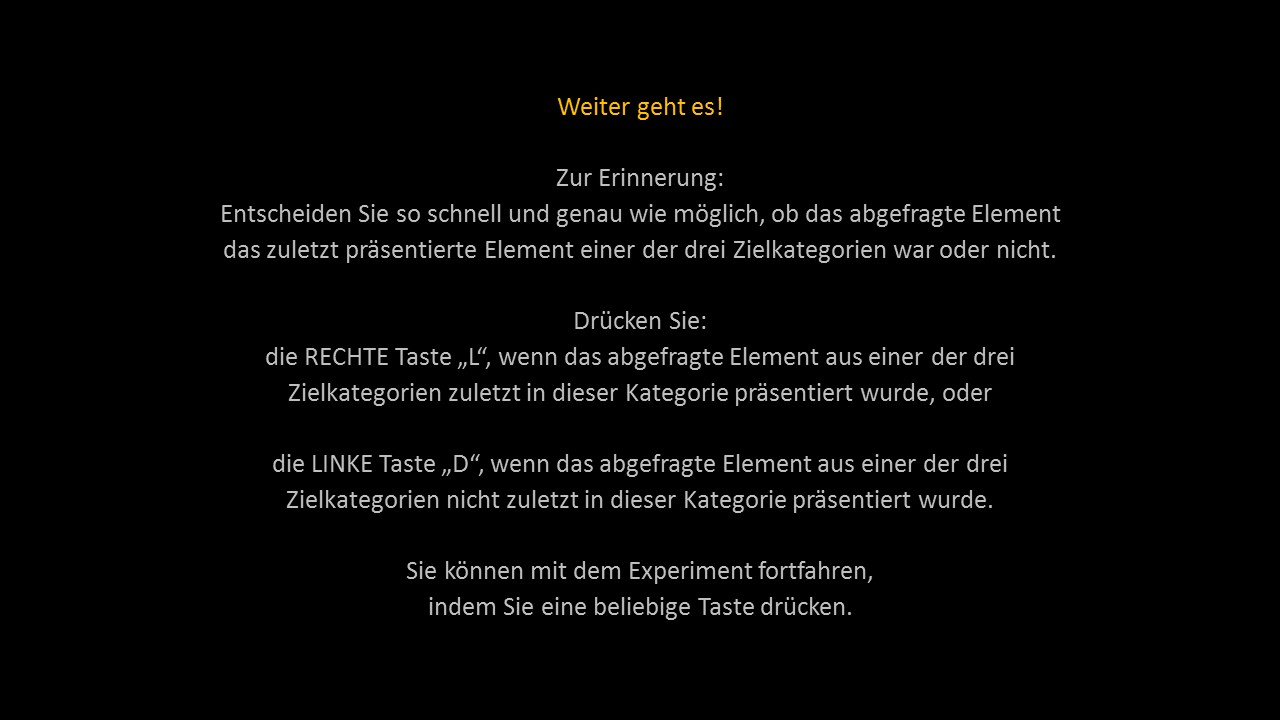 Weiter geht es!
Zur Erinnerung:
Entscheiden Sie so schnell und genau wie möglich, ob das abgefragte Element
das zuletzt präsentierte Element einer der drei Zielkategorien war oder nicht.
Drücken Sie:
die RECHTE Taste „L“, wenn das abgefragte Element aus einer der drei
Zielkategorien zuletzt in dieser Kategorie präsentiert wurde, oder
die LINKE Taste „D“, wenn das abgefragte Element aus einer der drei
Zielkategorien nicht zuletzt in dieser Kategorie präsentiert wurde.
Sie können mit dem Experiment fortfahren,
indem Sie eine beliebige Taste drücken.